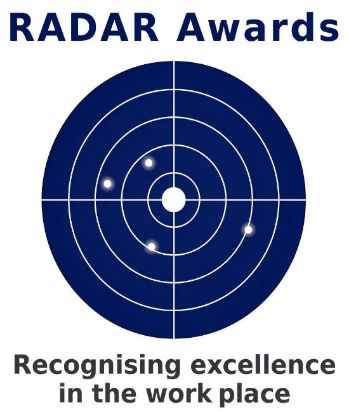 RADAR Awards
Recognising excellence
in the work place